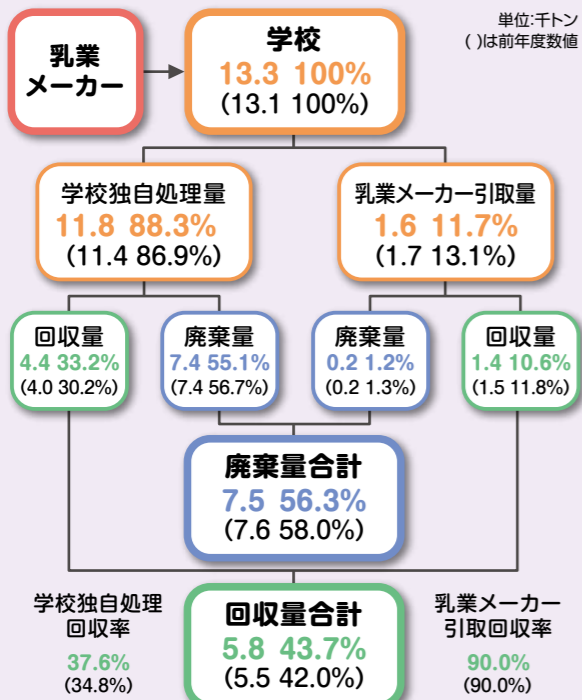 単位:千トン
( )は前年度数値
乳業
メーカー
学校
13.3 100%
(13.1 100%)
学校独自処理量
11.8 88.3%
(11.4 86.9%)
乳業メーカー引取量
1.6 11.7%
(1.7 13.1%)
回収量
4.4 33.2%
(4.0 30.2%)
廃棄量
7.4 55.1%
(7.4 56.7%)
廃棄量
0.2 1.2%
(0.2 1.3%)
回収量
1.4 10.6%
(1.5 11.8%)
廃棄量合計
7.5 56.3%
(7.6 58.0%)
学校独自処理
回収率
37.6%
(34.8%)
回収量合計
5.8 43.7%
(5.5 42.0%)
乳業メーカー
引取回収率
90.0%
(90.0%)